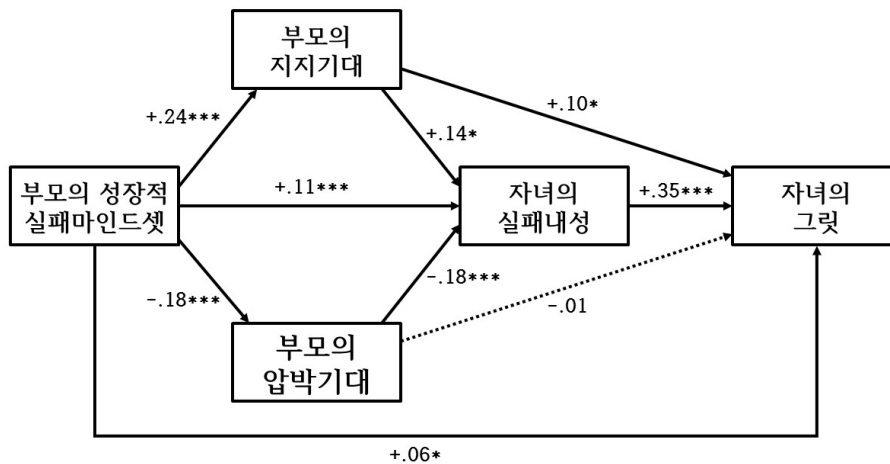 부모의
지지기대
+.24***
+.10*
+.14*
부모의 성장적
실패마인드셋
+.11***
자녀의
실패내성
+.35***
자녀의
그릿
-.18***
-.18***
-.01
부모의
압박기대
+.06*